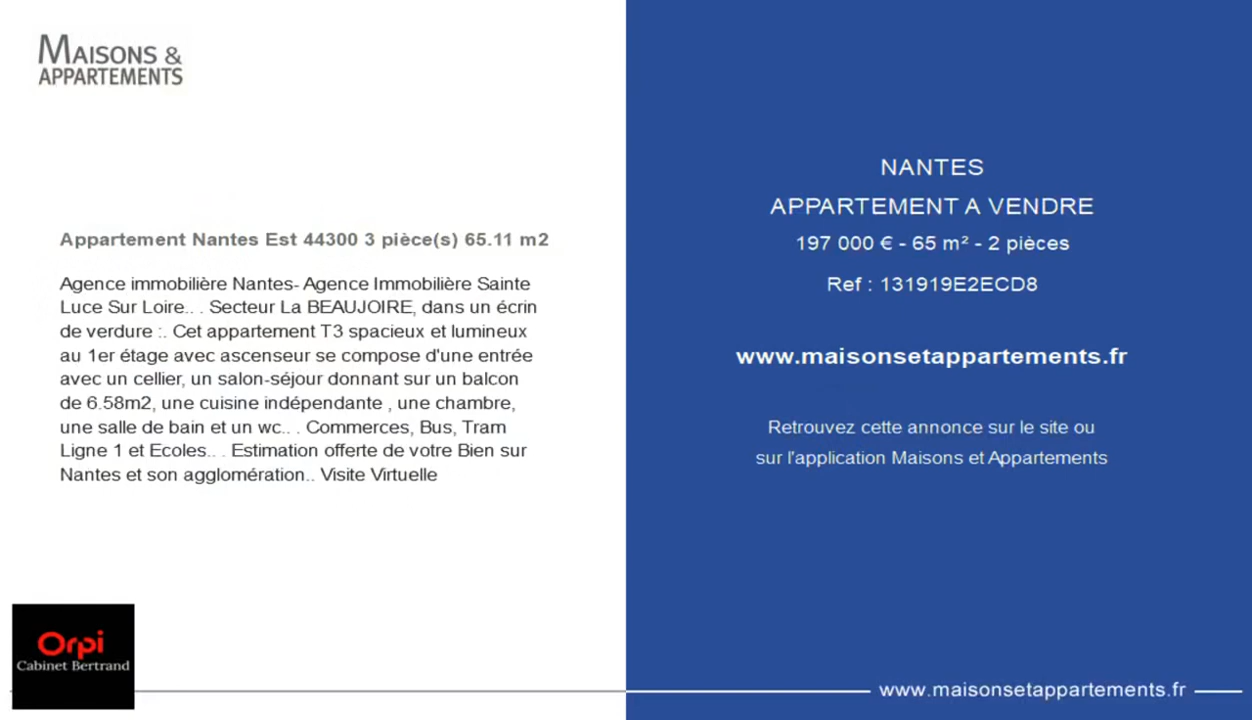 MAISONS &
APPARTEMENTS
Appartement Nantes Est 44300 3 pièce(s) 65.11 m2
Agence immobilière Nantes- Agence Immobilière Sainte
Luce Sur Loire.. . Secteur La BEAUJOIRE, dans un écrin
de verdure :. Cet appartement T3 spacieux et lumineux
au 1er étage avec ascenseur se compose d'une entrée
avec un cellier, un salon-séjour donnant sur un balcon
de 6.58m2, une cuisine indépendante , une chambre,
une salle de bain et un wc.. . Commerces, Bus, Tram
Ligne 1 et Ecoles.. . Estimation offerte de votre Bien sur
Nantes et son agglomération.. Visite Virtuelle
Orpi
Cabinet Bertrand
NANTES
APPARTEMENT A VENDRE
197 000 € - 65 m² - 2 pièces
Ref : 131919E2ECD8
www.maisonsetappartements.fr
Retrouvez cette annonce sur le site ou
sur l'application Maisons et Appartements
www.maisonsetappartements.fr